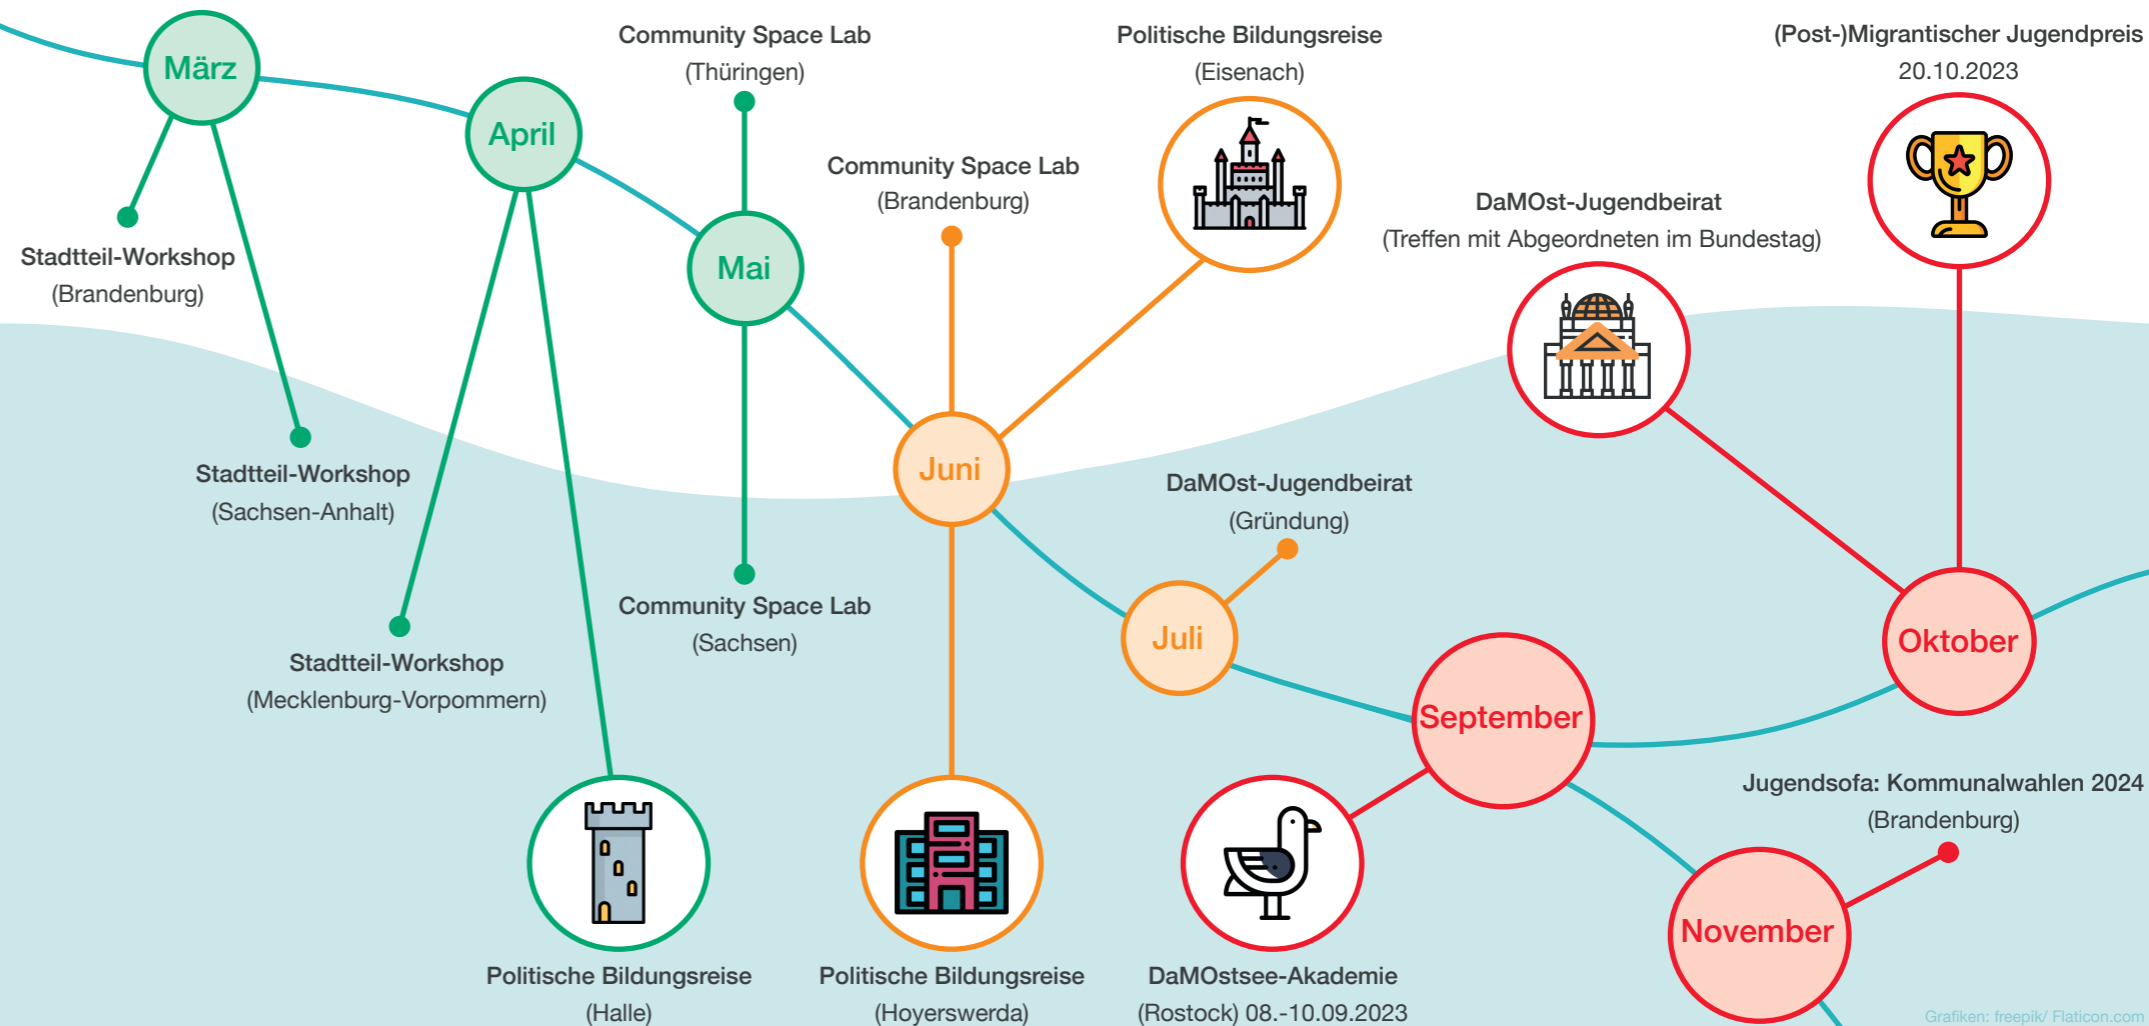 März
Stadtteil-Workshop
(Brandenburg)
Stadtteil-Workshop
(Sachsen-Anhalt)
April
Stadtteil-Workshop
(Mecklenburg-Vorpommern)
Politische Bildungsreise
(Halle)
Community Space Lab
(Thüringen)
Mai
Community Space Lab
(Sachsen)
Community Space Lab
(Brandenburg)
Politische Bildungsreise
(Eisenach)
Juni
Politische Bildungsreise
(Hoyerswerda)
DaMOst-Jugendbeirat
(Gründung)
Juli
September
DaMOstsee-Akademie
(Rostock) 08.-10.09.2023
DaMOst-Jugendbeirat
(Treffen mit Abgeordneten im Bundestag)
(Post-)Migrantischer Jugendpreis
20.10.2023
Oktober
Jugendsofa: Kommunalwahlen 2024
(Brandenburg)
November
Grafiken: freepik/ Flaticon.com